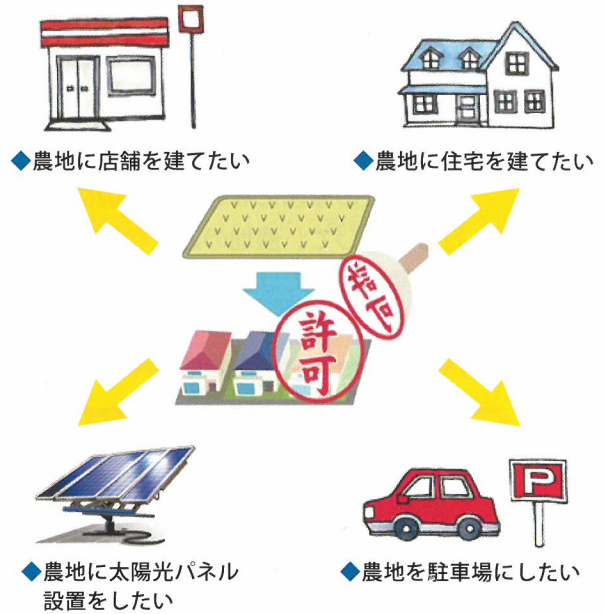 ◆農地に店舗を建てたい
◆農地に住宅を建てたい
許可
許可
◆農地に太陽光パネル
設置をしたい
P
◆農地を駐車場にしたい